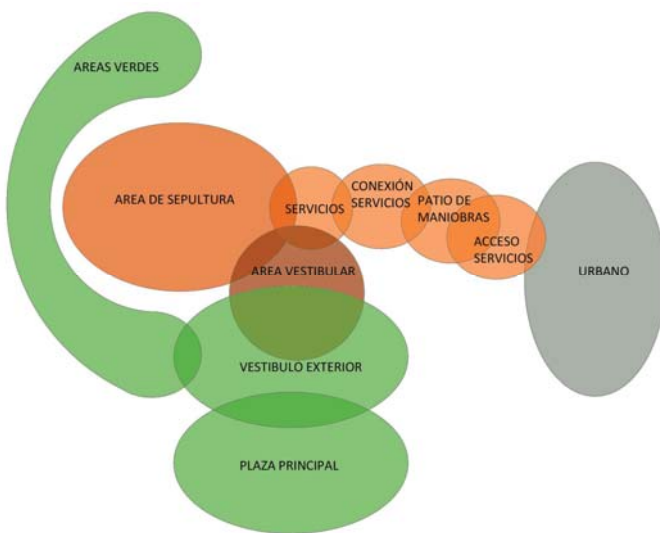 AREAS VERDES
AREA DE SEPULTURA
SERVICIOS
CONEXIÓN
SERVICIOS
PATIO DE
MANIOBRAS
ACCESO
SERVICIOS
URBANO
AREA VESTIBULAR
VESTIBULO EXTERIOR
PLAZA PRINCIPAL